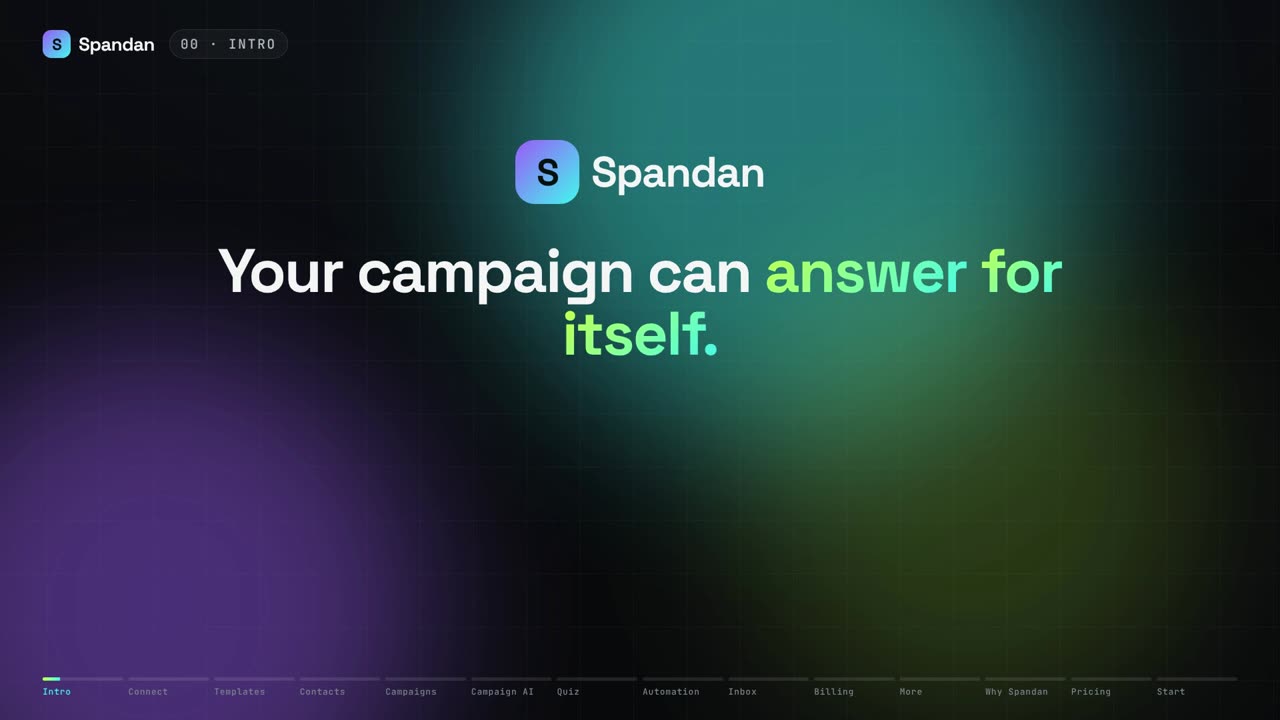 S Spandan 00 · INTRO
S Spandan
Your campaign can answer for
itself.
Intro Connect Templates Contacts Campaigns Campaign AI Quiz Automation Inbox Billing More Why Spandan Pricing Start